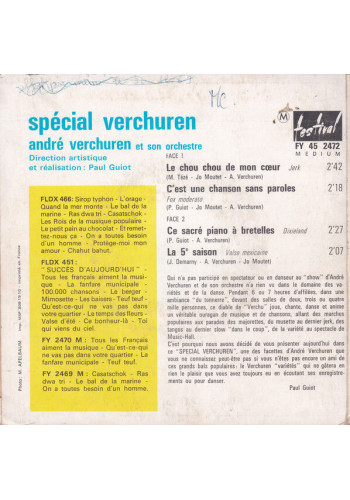 MC
M
festival
FY 45 2472
MEDIUM
spécial verchuren
andré verchuren et son orchestre
Direction artistique
et réalisation : Paul Guiot
FACE 1
Le chou chou de mon cœur Jerk 2'42
(M. Téré - Jo Moutet - A. Verchuren)
C'est une chanson sans paroles 2'18
Fox moderato
(P. Guiot - Jo Moutet - A. Verchuren)
FACE 2
Ce sacré piano à bretelles Dixieland 2'27
(P. Guiot - A. Verchuren)
La 5e saison Valse mexicaine 2'07
(J. Demarny - A. Verchuren - Jo Moutet)
FLDX 466: Sirop typhon - L'orage -
Quand la mer monte - Le bal de la
marine - Ras dwa tri - Casatschok -
Les Rois de la musique populaire -
Le petit pain au chocolat - Et remet-
tez-nous ça - On a toutes besoin
d'un homme - Protège-moi mon
amour - Chahut bahut.
FLDX 451:
"SUCCÈS D'AUJOURD'HUI" -
Tous les français aiment la musi-
que - La fanfare municipale -
100.000 chansons - Le berger -
Mimosette - Les baisers - Teuf teuf -
Qu'est-ce qui ne va pas dans votre
quartier - Le temps des fleurs -
Valse d'été - Ce bonheur-là - Toi
qui viens du ciel.
FY 2470 M : Tous les Français
aiment la musique - Qu'est-ce qui
ne va pas dans votre quartier - La
fanfare municipale - Teuf teuf.
FY 2469 M : Casatschok - Ras
dwa tri - Le bal de la marine -
On a toutes besoin d'un homme.
Qui n'a pas participé en spectateur ou en danseur au "show" d'André
Verchuren et de son orchestre n'a rien vu dans le domaine des va-
riétés et de la danse. Pendant 6 ou 7 heures d'affilées dans une
ambiance "du tonnerre", devant des salles de deux, trois ou quatre
mille personnes, ce diable de "Verchu" joue, chante, danse et anime
un véritable ouragan de musique et de chansons, allant des marches
populaires aux parades des majorettes, du musette au dernier jerk, des
tangos au dernier slow "dans le coup", de la variété au spectacle de
Music-Hall.
C'est pourquoi nous avons décidé de vous présenter aujourd'hui dans
ce "SPECIAL VERCHUREN", une des facettes d'André Verchuren que
vous ne connaissez peut-être pas si vous n'êtes pas encore un ami de
ces grands bals populaires. Le Verchuren "variétés" qui ne gâtera en
rien le plaisir que vous avez toujours eu en écoutant son enregistre-
ments ou pour danser.
Paul Guiot
Photo: M. APELBAUM